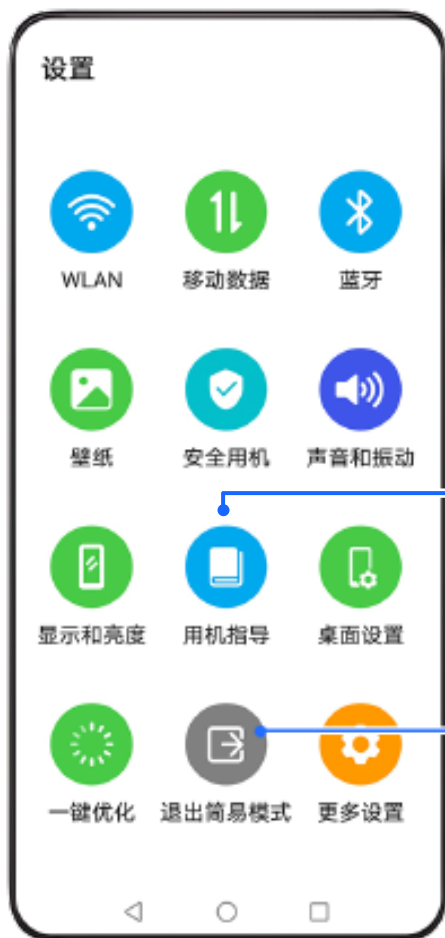 设置
WLAN 移动数据 蓝牙
壁纸 安全用机 声音和振动
显示和亮度 用机指导 桌面设置
一键优化 退出简易模式 更多设置